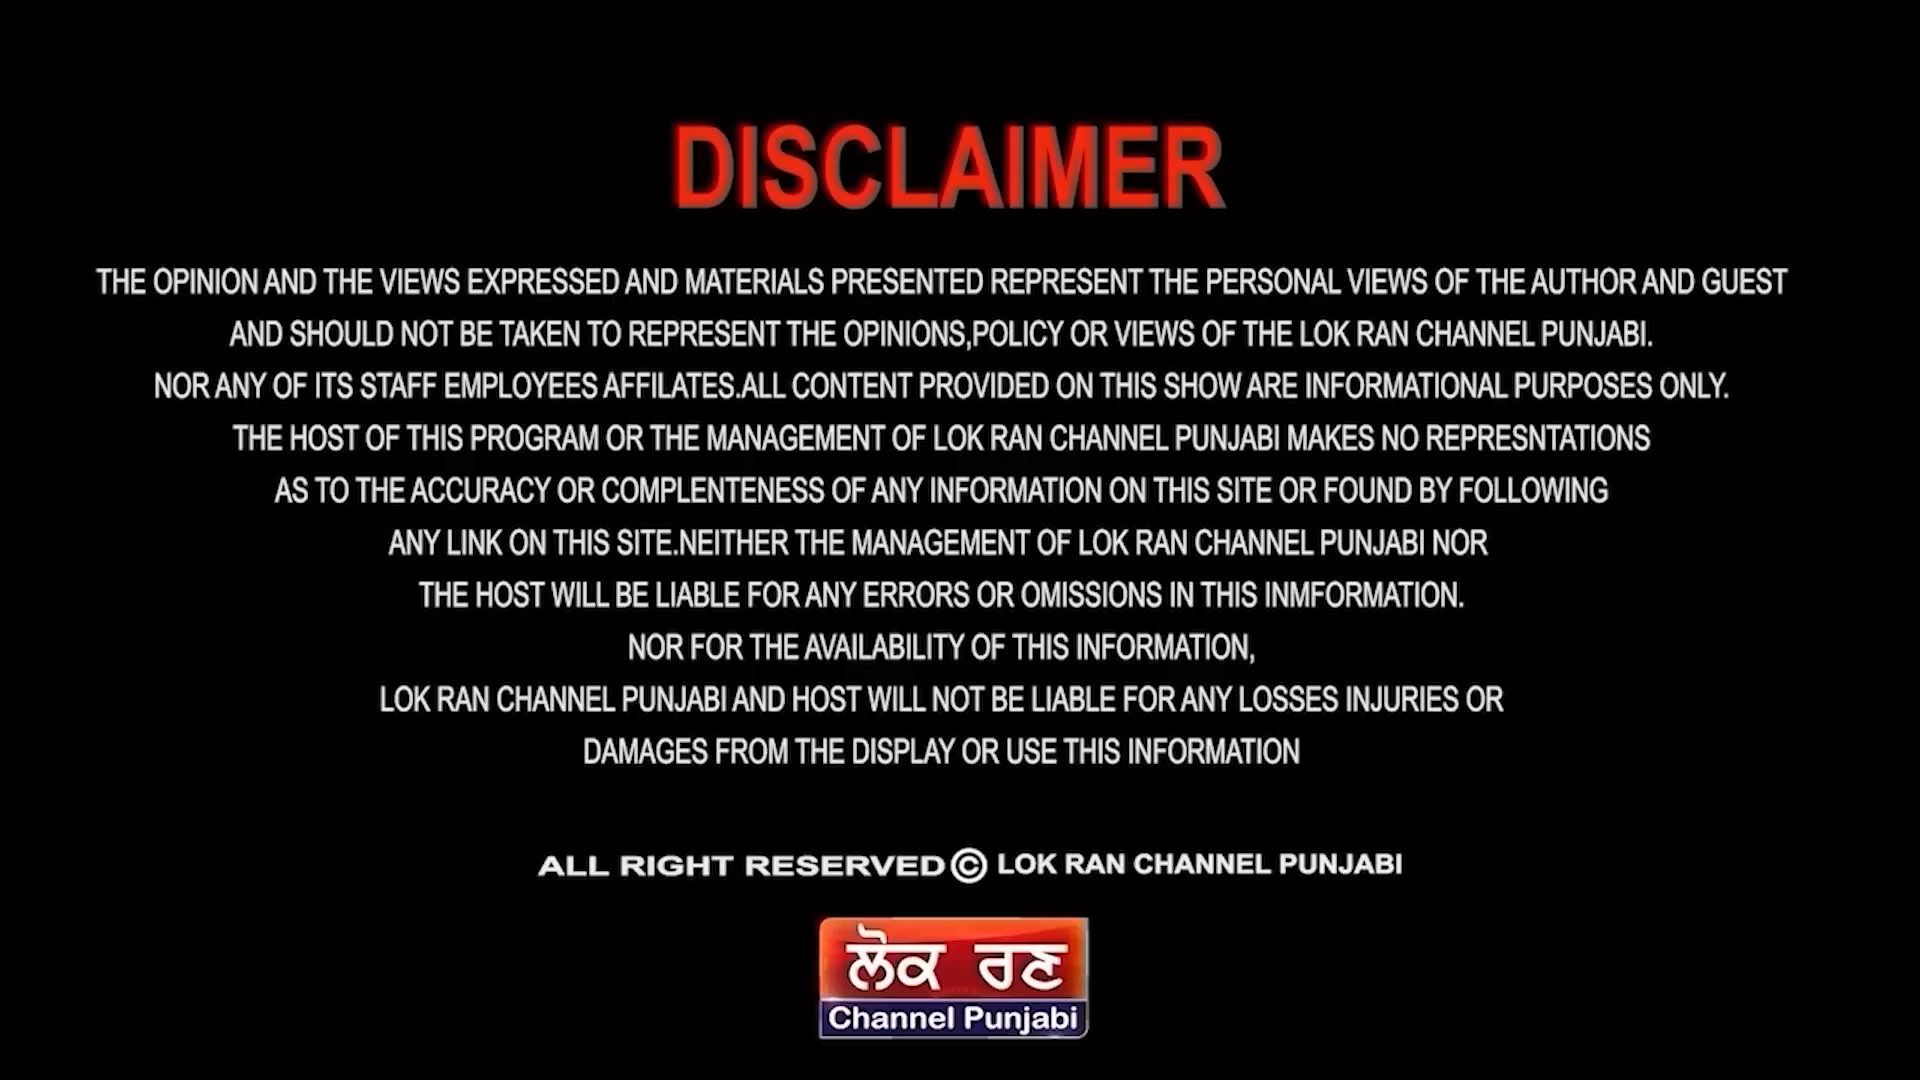 DISCLAIMER
THE OPINION AND THE VIEWS EXPRESSED AND MATERIALS PRESENTED REPRESENT THE PERSONAL VIEWS OF THE AUTHOR AND GUEST
AND SHOULD NOT BE TAKEN TO REPRESENT THE OPINIONS,POLICY OR VIEWS OF THE LOK RAN CHANNEL PUNJABI.
NOR ANY OF ITS STAFF EMPLOYEES AFFILATES.ALL CONTENT PROVIDED ON THIS SHOW ARE INFORMATIONAL PURPOSES ONLY.
THE HOST OF THIS PROGRAM OR THE MANAGEMENT OF LOK RAN CHANNEL PUNJABI MAKES NO REPRESNTATIONS
AS TO THE ACCURACY OR COMPLENTENESS OF ANY INFORMATION ON THIS SITE OR FOUND BY FOLLOWING
ANY LINK ON THIS SITE.NEITHER THE MANAGEMENT OF LOK RAN CHANNEL PUNJABI NOR
THE HOST WILL BE LIABLE FOR ANY ERRORS OR OMISSIONS IN THIS INMFORMATION.
NOR FOR THE AVAILABILITY OF THIS INFORMATION,
LOK RAN CHANNEL PUNJABI AND HOST WILL NOT BE LIABLE FOR ANY LOSSES INJURIES OR
DAMAGES FROM THE DISPLAY OR USE THIS INFORMATION
ALL RIGHT RESERVED © LOK RAN CHANNEL PUNJABI
ਲੋਕ ਰਣ
Channel Punjabi